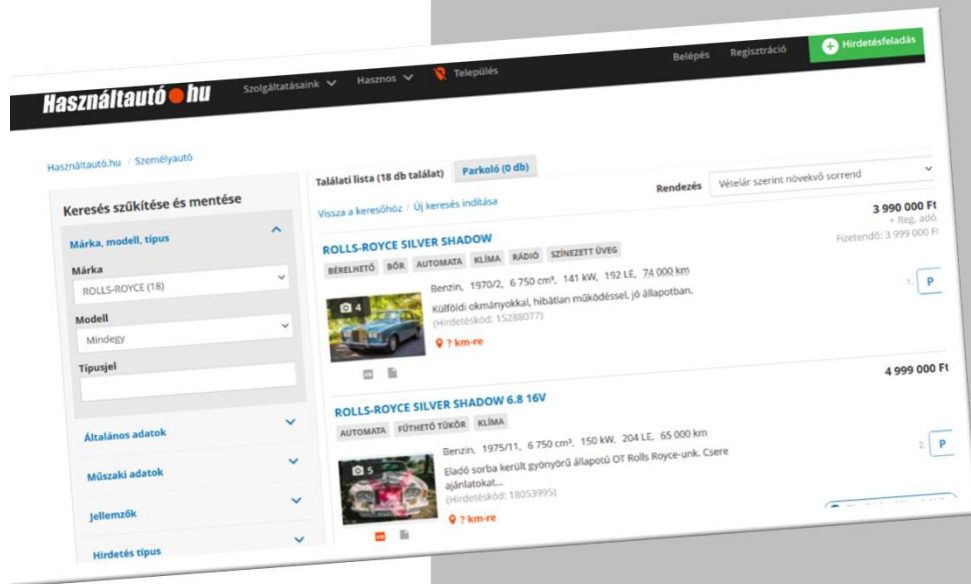 Használtautó hu
Szolgáltatásaink
Hasznos
Település
Belépés
Regisztráció
Hirdetésfeladás
Használtautó.hu / Személyautó
Keresés szűkítése és mentése
Márka, modell, típus
Márka
ROLLS-ROYCE (18)
Modell
Mindegy
Típusjel
Általános adatok
Műszaki adatok
Jellemzők
Hirdetés típus
Találati lista (18 db találat)
Parkoló (0 db)
Vissza a keresőhöz / Új keresés indítása
Rendezés
Vételár szerint növekvő sorrend
ROLLS-ROYCE SILVER SHADOW
3 990 000 Ft
+ Reg. adó
Fizetendő: 3 999 000 Ft
BÉRELHETŐ BŐR AUTOMATA KLÍMA RÁDIÓ SZÍNEZETT ÜVEG
4
Benzin, 1970/2, 6 750 cm³, 141 kW, 192 LE, 74 000 km
Külföldi okmányokkal, hibátlan működéssel, jó állapotban.
(Hirdetéskód: 15288077)
? km-re
1. P
ROLLS-ROYCE SILVER SHADOW 6.8 16V
4 999 000 Ft
AUTOMATA FŰTHETŐ TÜKÖR KLÍMA
5
Benzin, 1975/11, 6 750 cm³, 150 kW, 204 LE, 65 000 km
Eladó sorba került gyönyörű állapotú OT Rolls Royce-unk. Csere
ajánlatokat...
(Hirdetéskód: 18053995)
? km-re
2. P